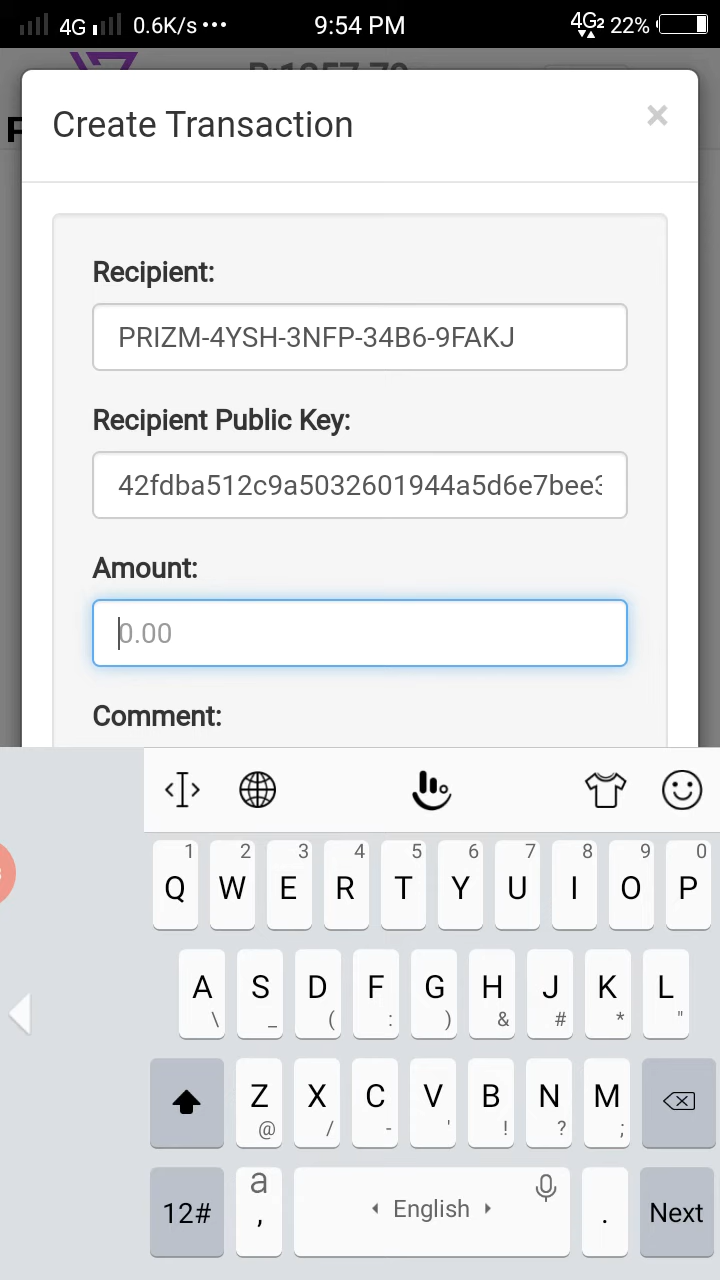 4G 0.6K/s ••• 9:54 PM 4G2 22%
Create Transaction ×
Recipient:
PRIZM-4YSH-3NFP-34B6-9FAKJ
Recipient Public Key:
42fdba512c9a5032601944a5d6e7bee3
Amount:
0.00
Comment:
1 2 3 4 5 6 7 8 9 0
Q W E R T Y U I O P
A S D F G H J K L
\ _ ( : ) & # * "
Z X C V B N M
@ / - ' ! ? ;
12# a , English . Next